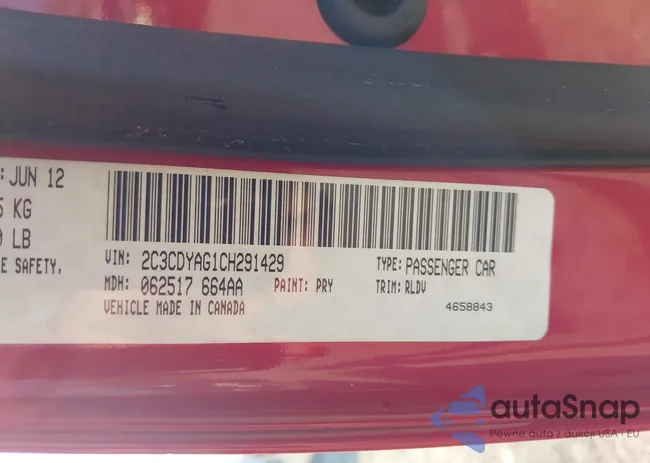 : JUN 12
5 KG
0 LB
E SAFETY,
VIN: 2C3CDYAG1CH291429
TYPE: PASSENGER CAR
MDH: 062517 664AA
PAINT: PRY
TRIM: RLDV
VEHICLE MADE IN CANADA
4658843
autaSnap
Pewne auta z aukcji USA i EU